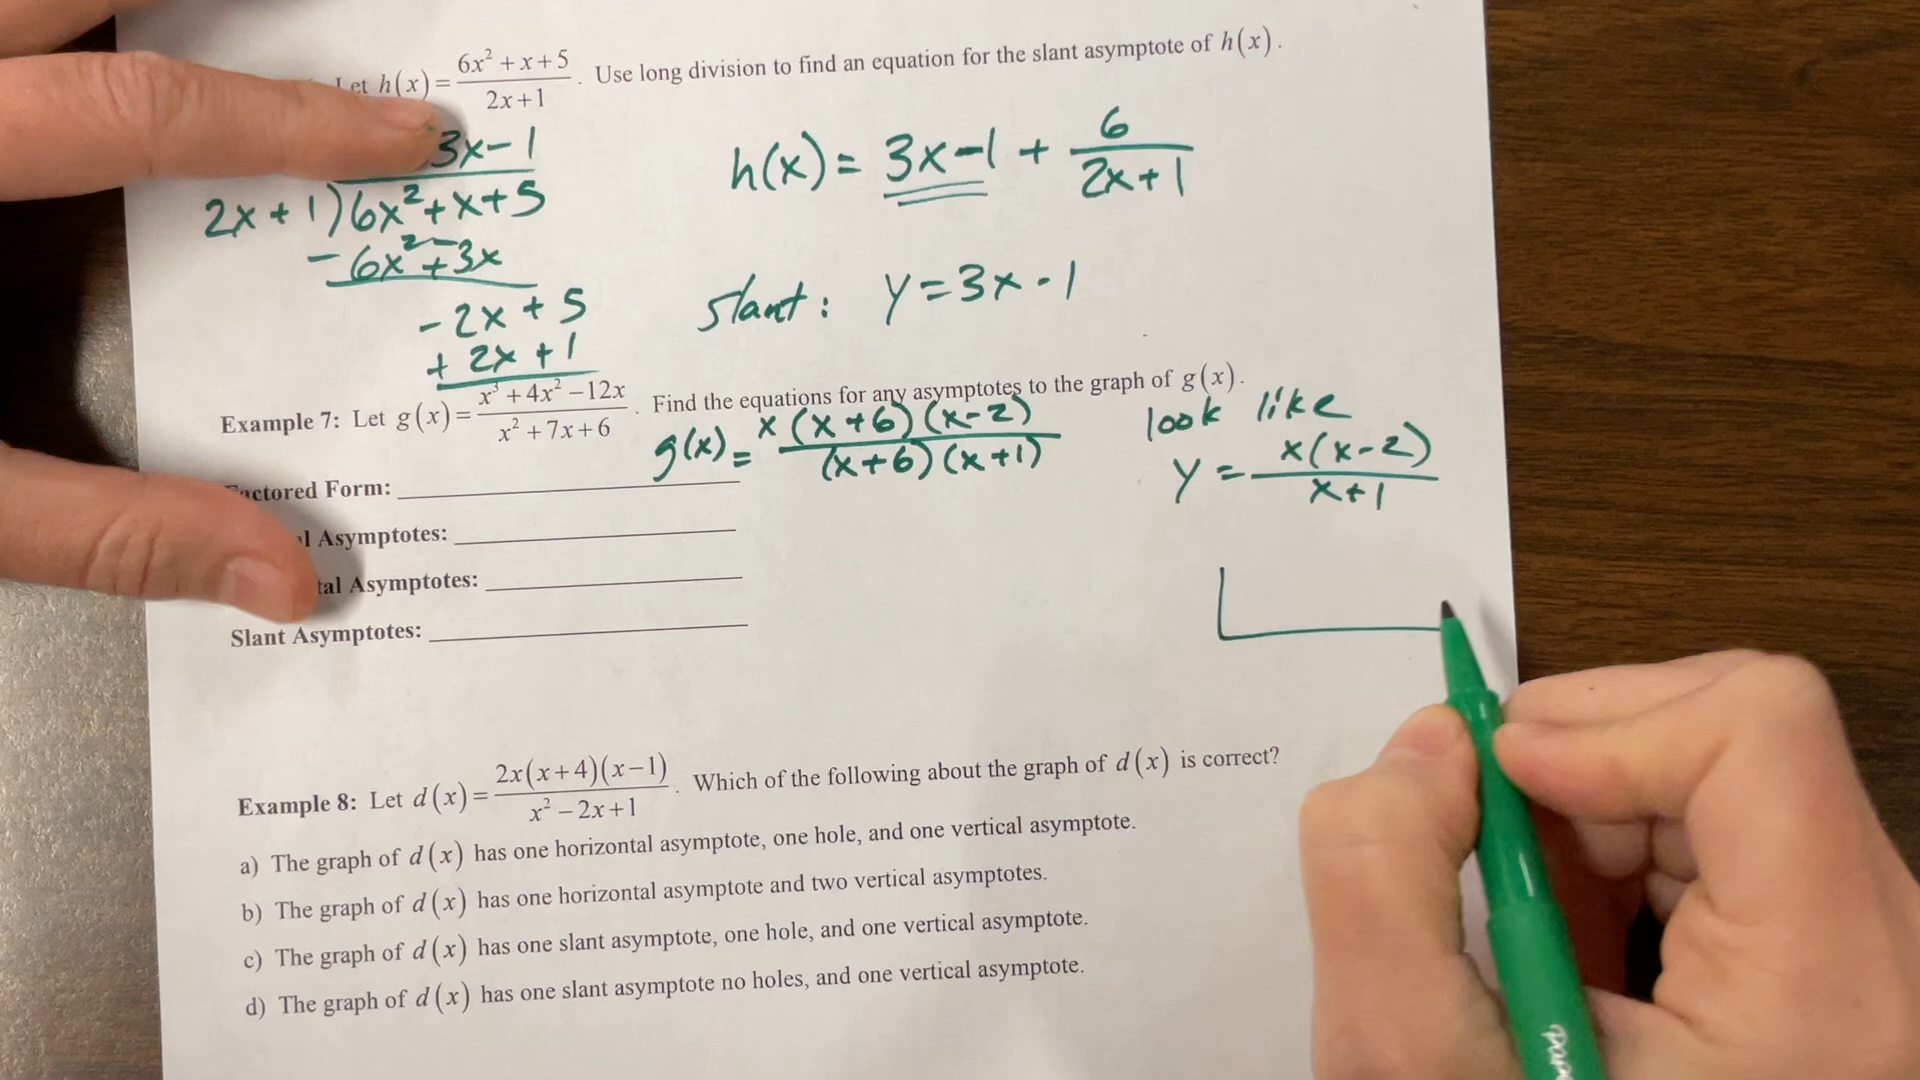 Let h(x) = (6x² + x + 5)/(2x + 1). Use long division to find an equation for the slant asymptote of h(x).
3x - 1
2x + 1 ) 6x² + x + 5
- 6x² + 3x
- 2x + 5
+ 2x + 1
h(x) = 3x - 1 + 6/(2x + 1)
slant: y = 3x - 1
Example 7: Let g(x) = (x³ + 4x² − 12x)/(x² + 7x + 6). Find the equations for any asymptotes to the graph of g(x).
g(x) = x(x+6)(x-2)/((x+6)(x+1))
look like
y = x(x-2)/(x+1)
Form:
Asymptotes:
Asymptotes:
Slant Asymptotes:
Example 8: Let d(x) = 2x(x+4)(x−1)/(x² − 2x + 1). Which of the following about the graph of d(x) is correct?
a) The graph of d(x) has one horizontal asymptote, one hole, and one vertical asymptote.
b) The graph of d(x) has one horizontal asymptote and two vertical asymptotes.
c) The graph of d(x) has one slant asymptote, one hole, and one vertical asymptote.
d) The graph of d(x) has one slant asymptote no holes, and one vertical asymptote.